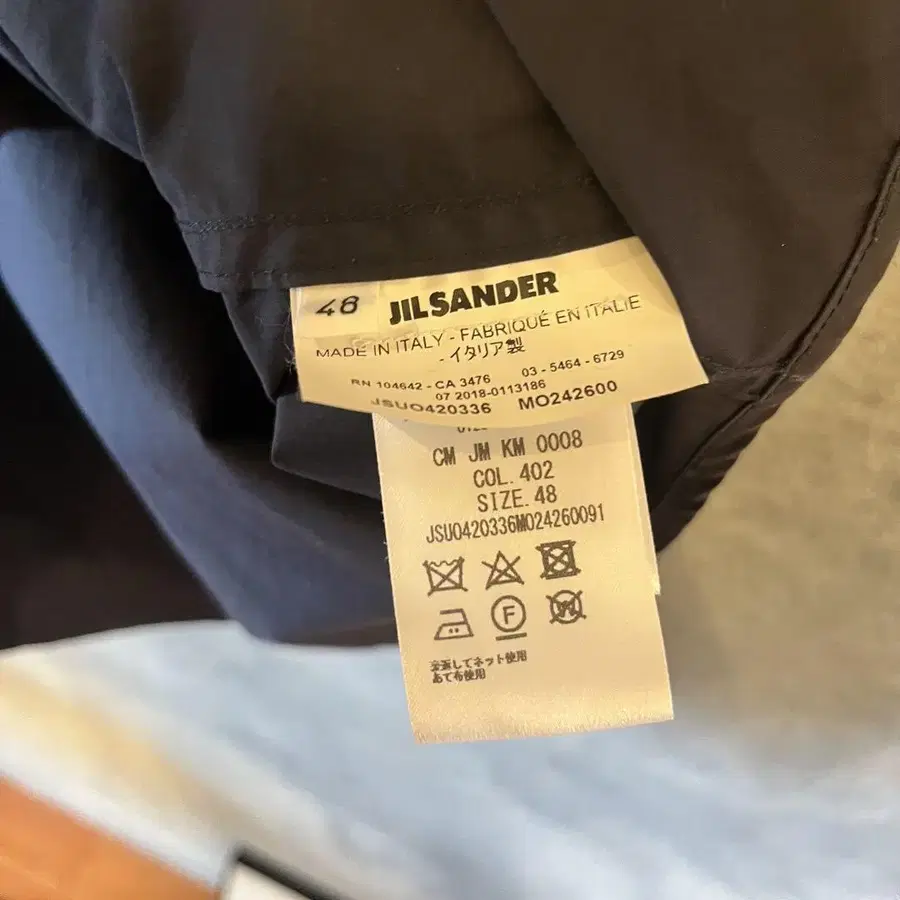 48 JIL SANDER
MADE IN ITALY - FABRIQUÉ EN ITALIE
- イタリア製
RN 104642 - CA 3476 03 - 5464 - 6729
07 2018-0113186
JSUO420336 MO242600
CM JM KM 0008
COL. 402
SIZE. 48
JSUO420336MO24260091
F
W
裏返してネット使用
あて布使用